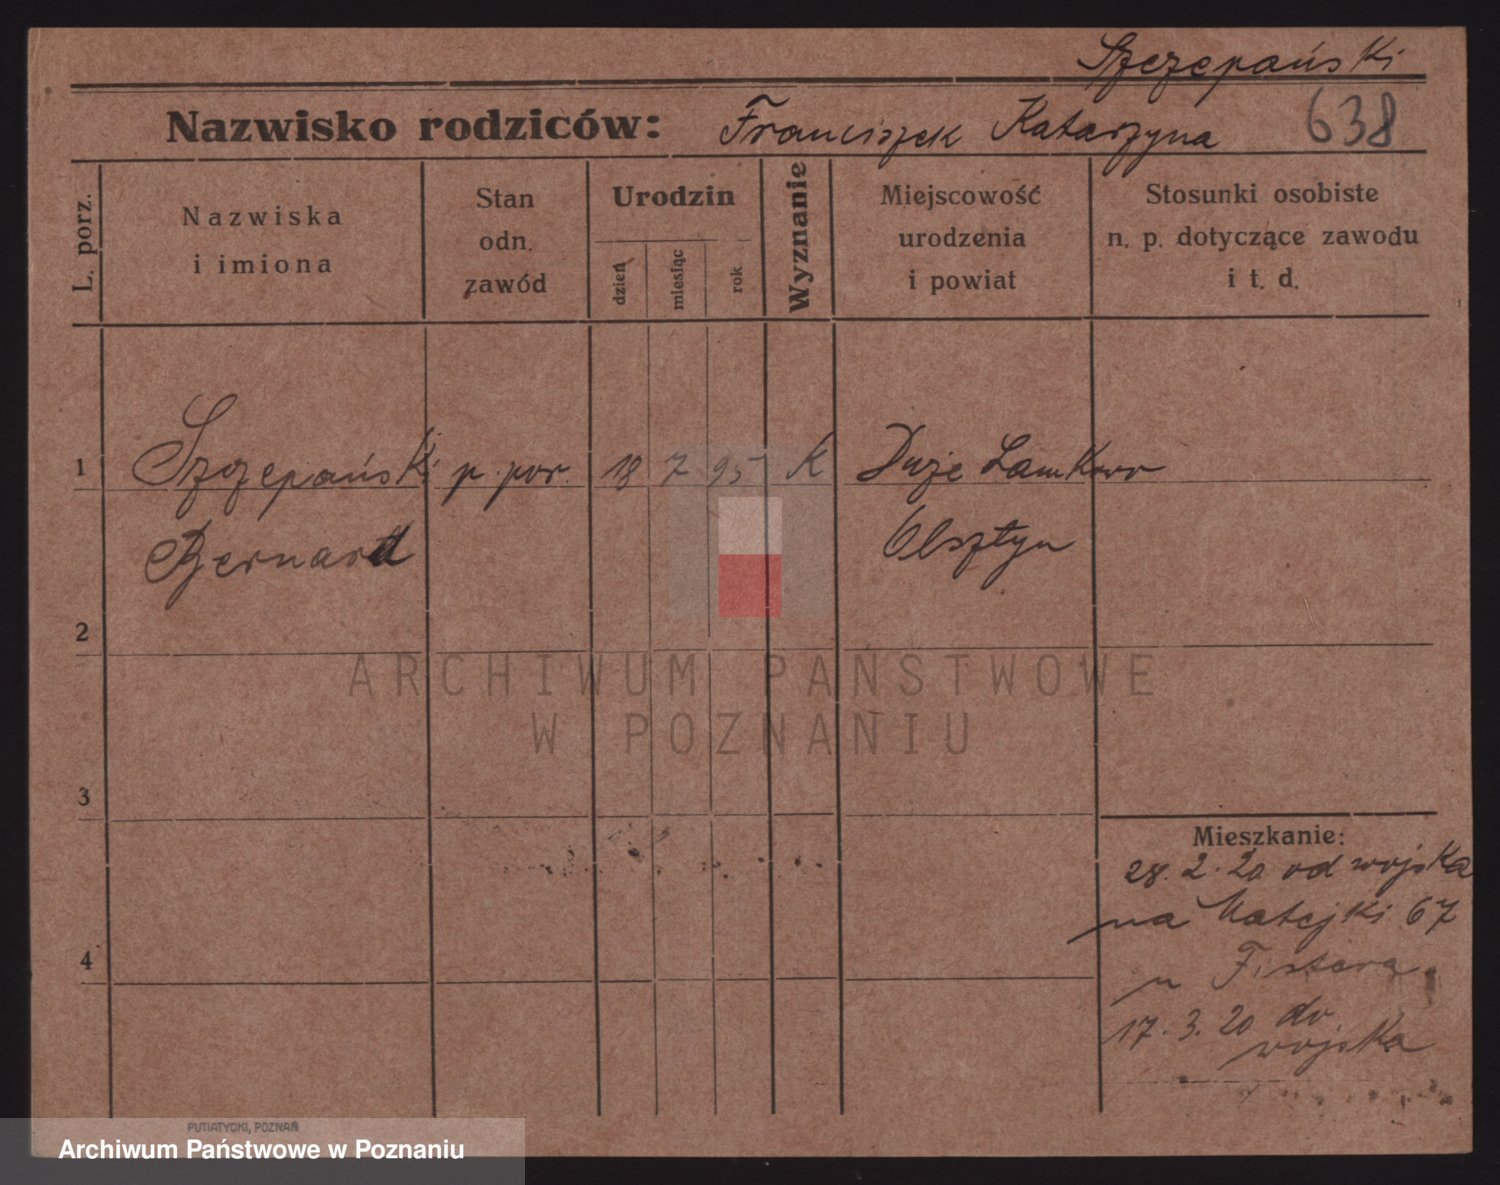 Szczepański
Nazwisko rodziców: Franciszek Katarzyna 638
L. porz.
Nazwiska
i imiona
Stan
odn.
zawód
Urodzin
dzień
miesiąc
rok
Wyznanie
Miejscowość
urodzenia
i powiat
Stosunki osobiste
n. p. dotyczące zawodu
i t. d.
1 Szczepański p. por. 18 7 95 K Duże Lamkowo
Bernard Olsztyn
2
ARCHIWUM PAŃSTWOWE
W POZNANIU
3
Mieszkanie:
28. 2. 20 od wojska
na Matejki 67
u Fistera
4
17. 3. 20 do
wojska
PUTIATYCKI, POZNAŃ
Archiwum Państwowe w Poznaniu